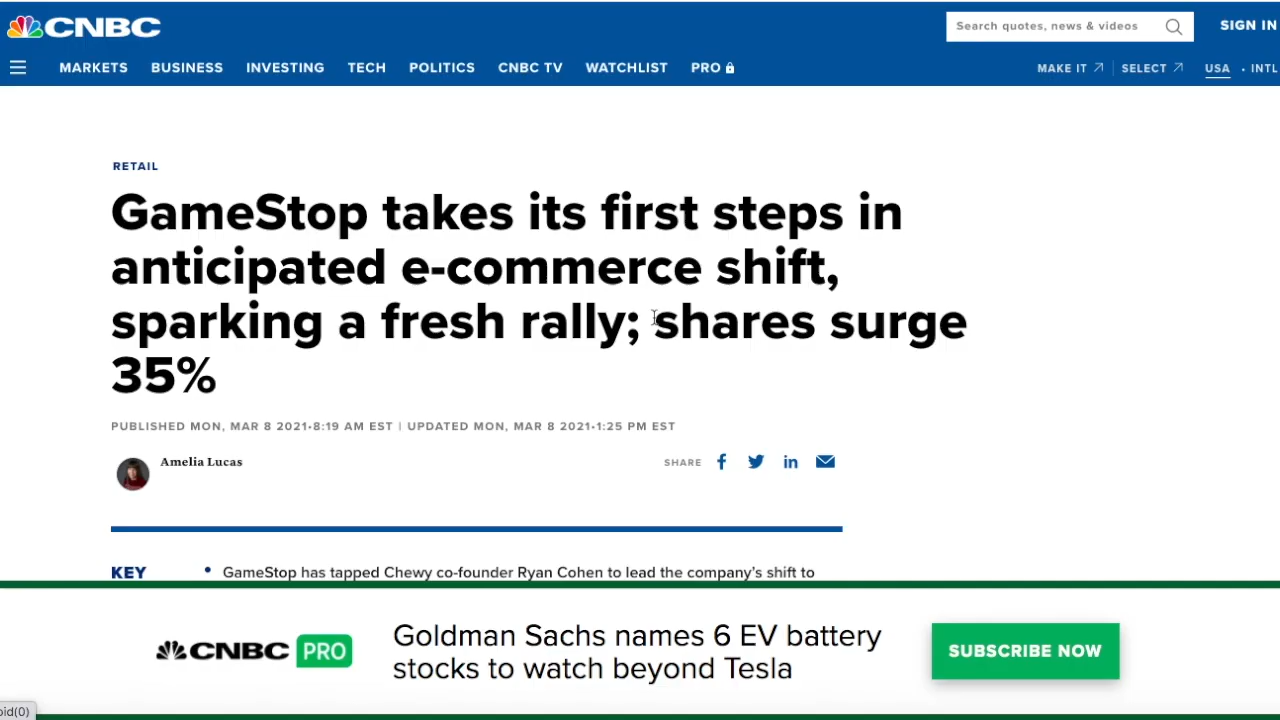 CNBC
Search quotes, news & videos
SIGN IN
MARKETS BUSINESS INVESTING TECH POLITICS CNBC TV WATCHLIST PRO
MAKE IT SELECT USA • INTL
RETAIL
GameStop takes its first steps in
anticipated e-commerce shift,
sparking a fresh rally; shares surge
35%
PUBLISHED MON, MAR 8 2021•8:19 AM EST | UPDATED MON, MAR 8 2021•1:25 PM EST
Amelia Lucas
SHARE
KEY • GameStop has tapped Chewy co-founder Ryan Cohen to lead the company's shift to
CNBC PRO
Goldman Sachs names 6 EV battery
stocks to watch beyond Tesla
SUBSCRIBE NOW
oid(0)